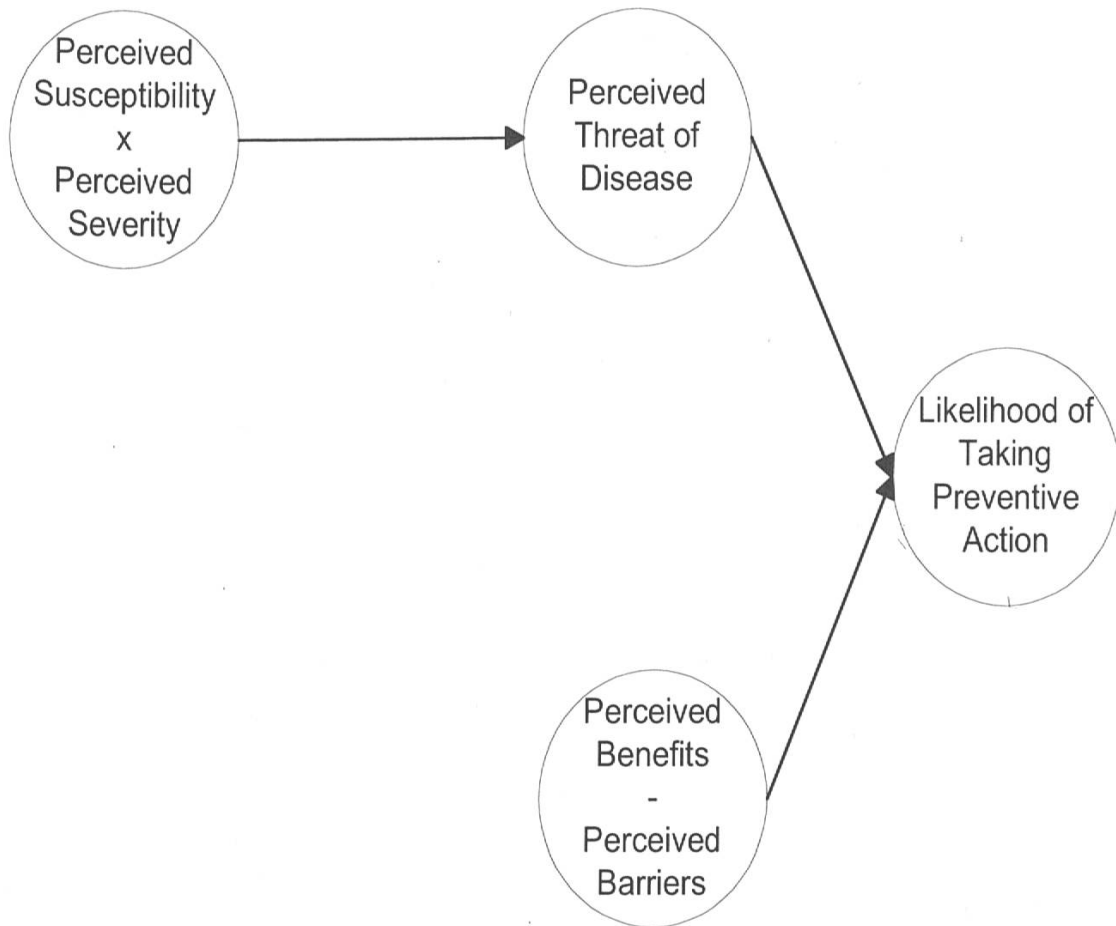 Perceived
Susceptibility
x
Perceived
Severity
Perceived
Threat of
Disease
Likelihood of
Taking
Preventive
Action
Perceived
Benefits
-
Perceived
Barriers